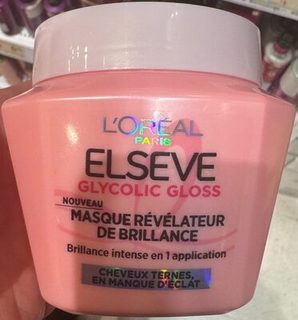 L'ORÉAL
PARIS
ELSEVE
GLYCOLIC GLOSS
NOUVEAU
MASQUE RÉVÉLATEUR
DE BRILLANCE
Brillance intense en 1 application
CHEVEUX TERNES,
EN MANQUE D'ÉCLAT